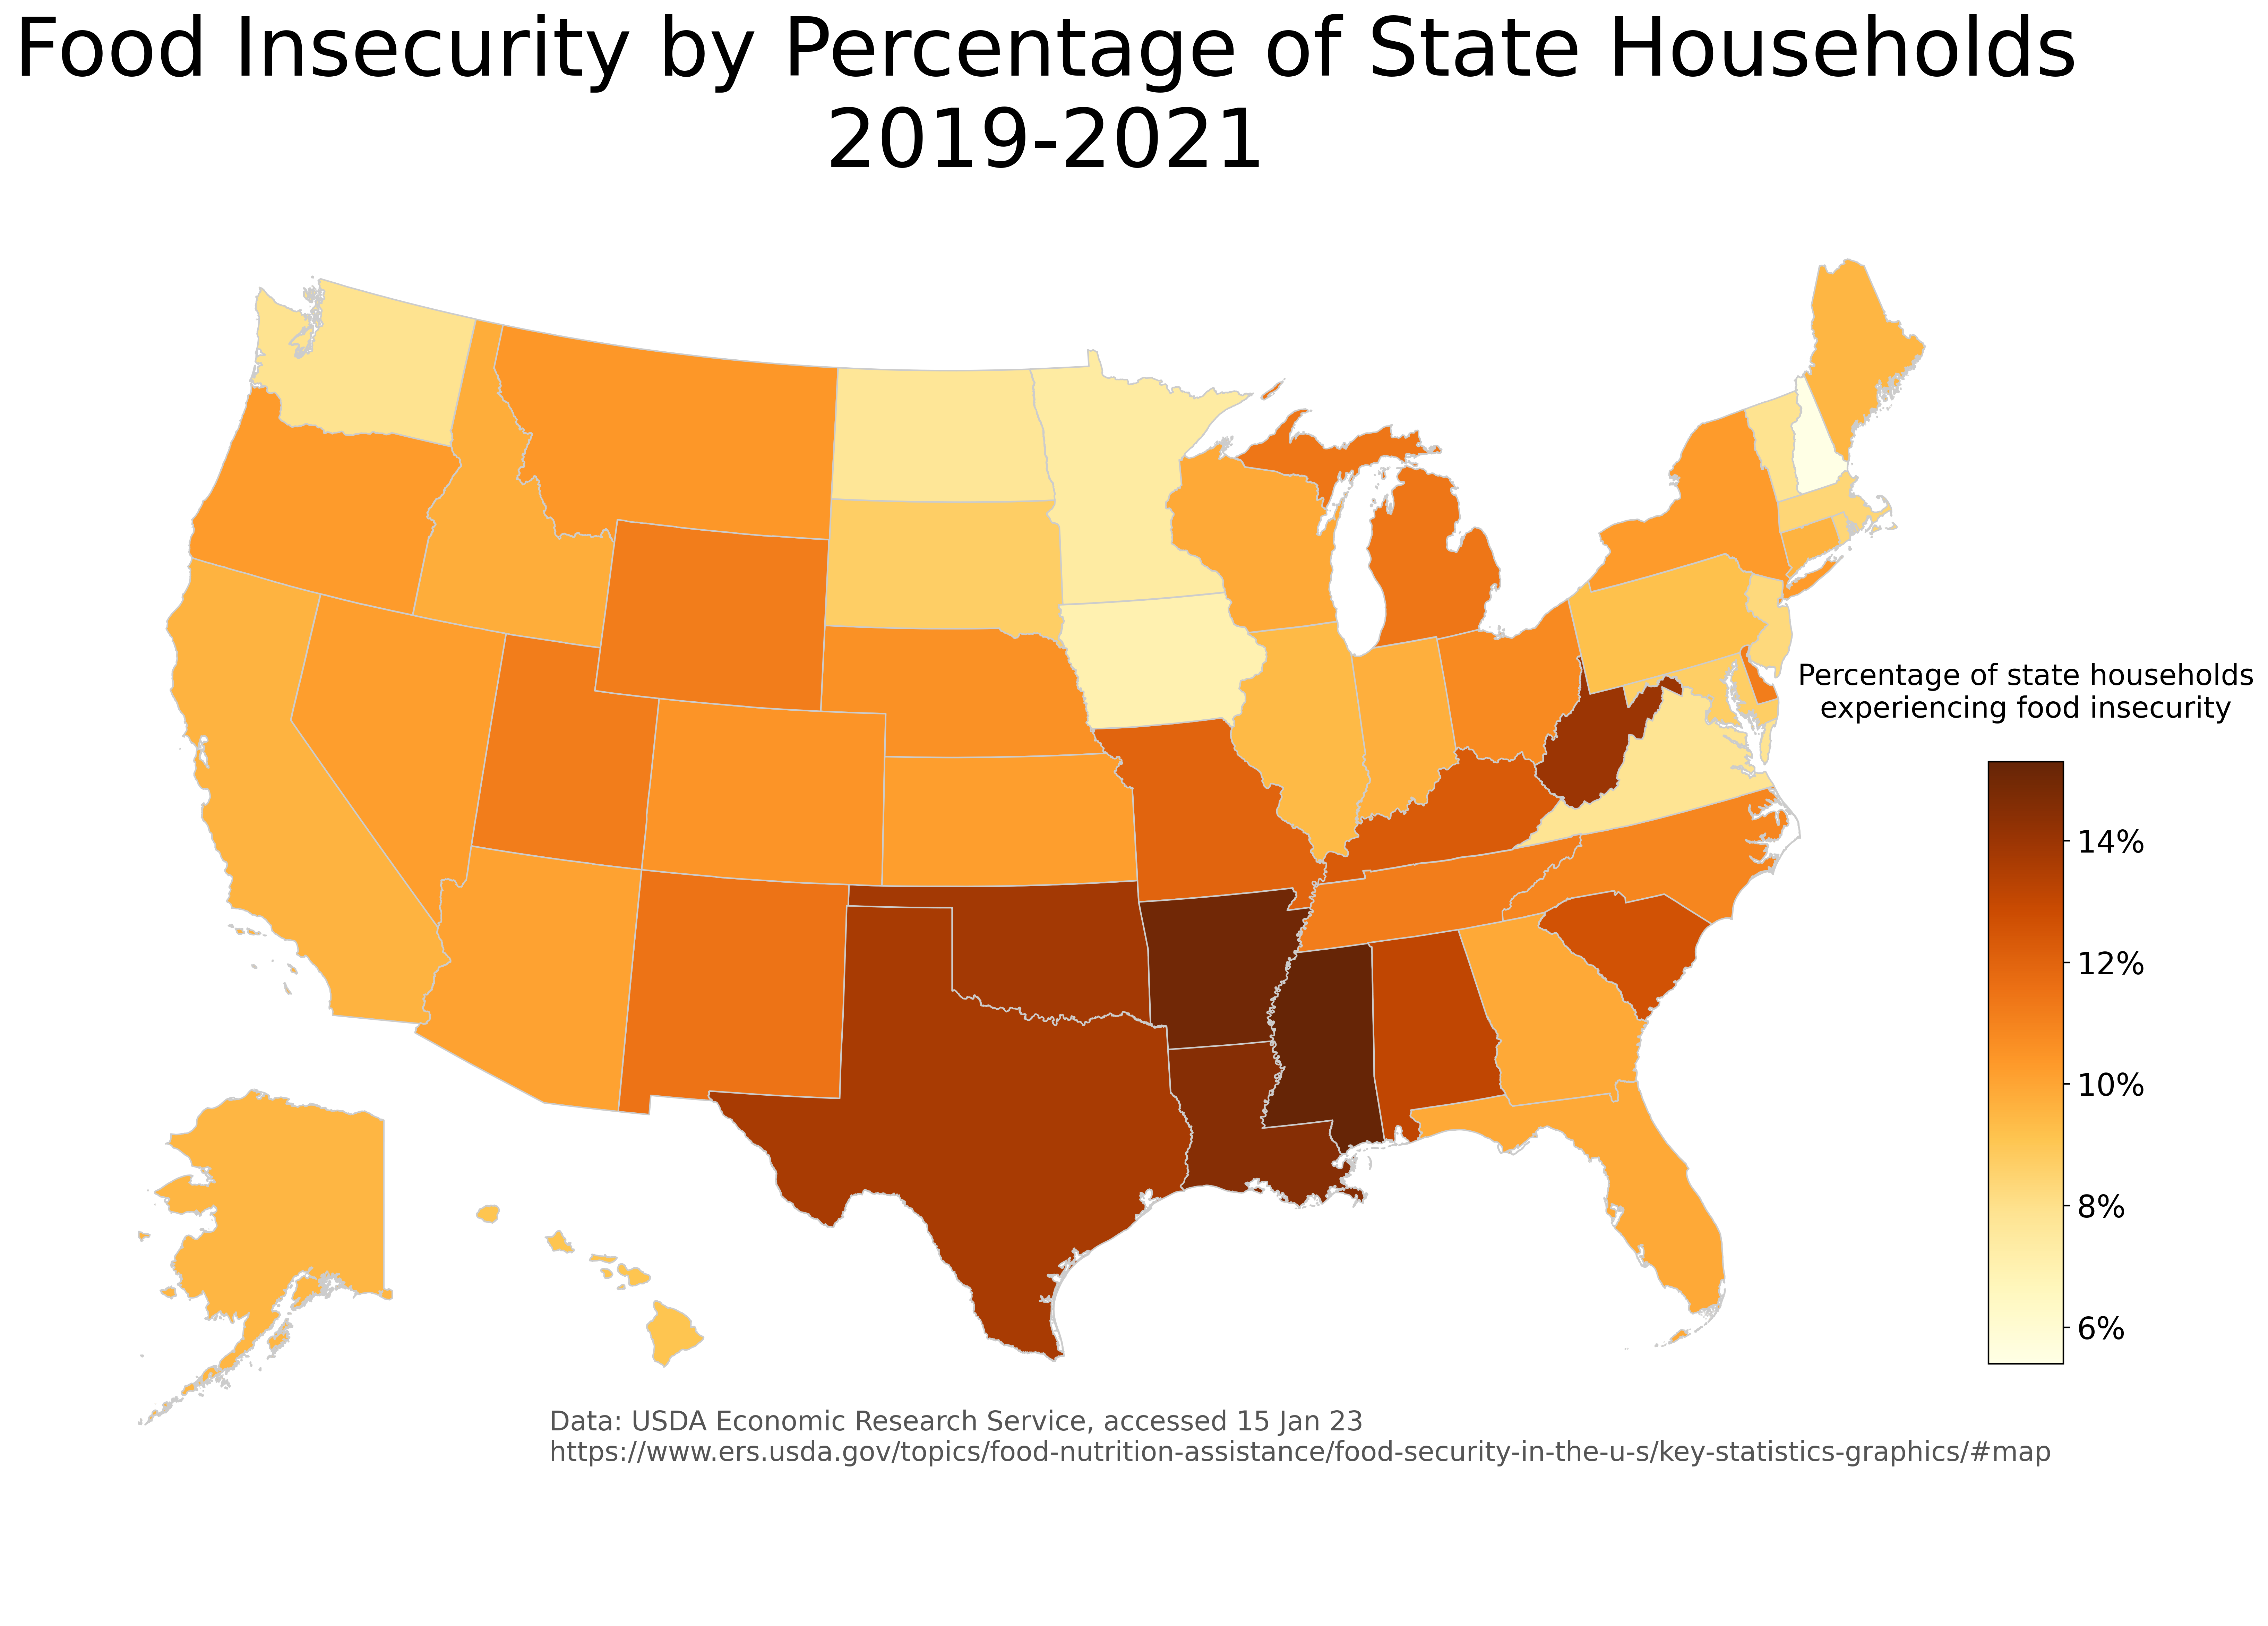 Food Insecurity by Percentage of State Households
2019-2021
Percentage of state households
experiencing food insecurity
14%
12%
10%
8%
6%
Data: USDA Economic Research Service, accessed 15 Jan 23
https://www.ers.usda.gov/topics/food-nutrition-assistance/food-security-in-the-u-s/key-statistics-graphics/#map